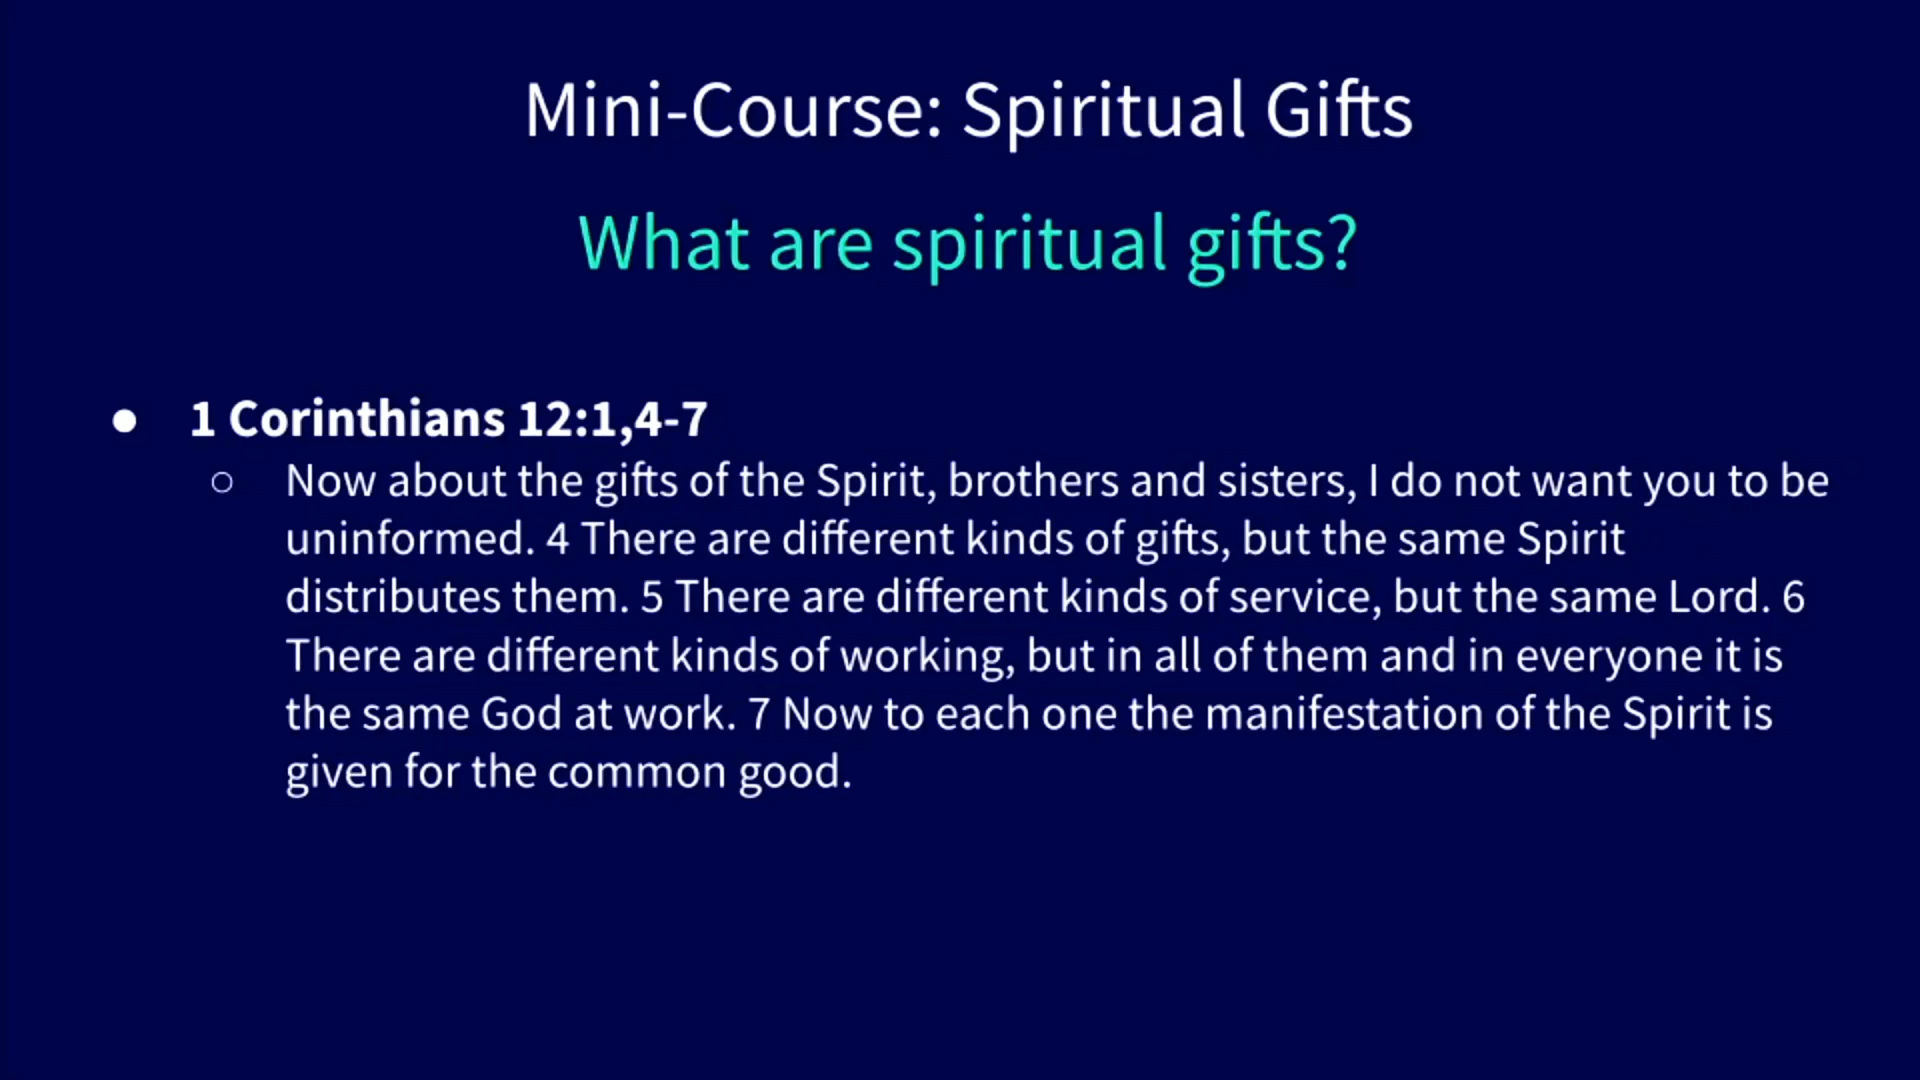 Mini-Course: Spiritual Gifts
What are spiritual gifts?
● 1 Corinthians 12:1,4-7
○ Now about the gifts of the Spirit, brothers and sisters, I do not want you to be
uninformed. 4 There are different kinds of gifts, but the same Spirit
distributes them. 5 There are different kinds of service, but the same Lord. 6
There are different kinds of working, but in all of them and in everyone it is
the same God at work. 7 Now to each one the manifestation of the Spirit is
given for the common good.